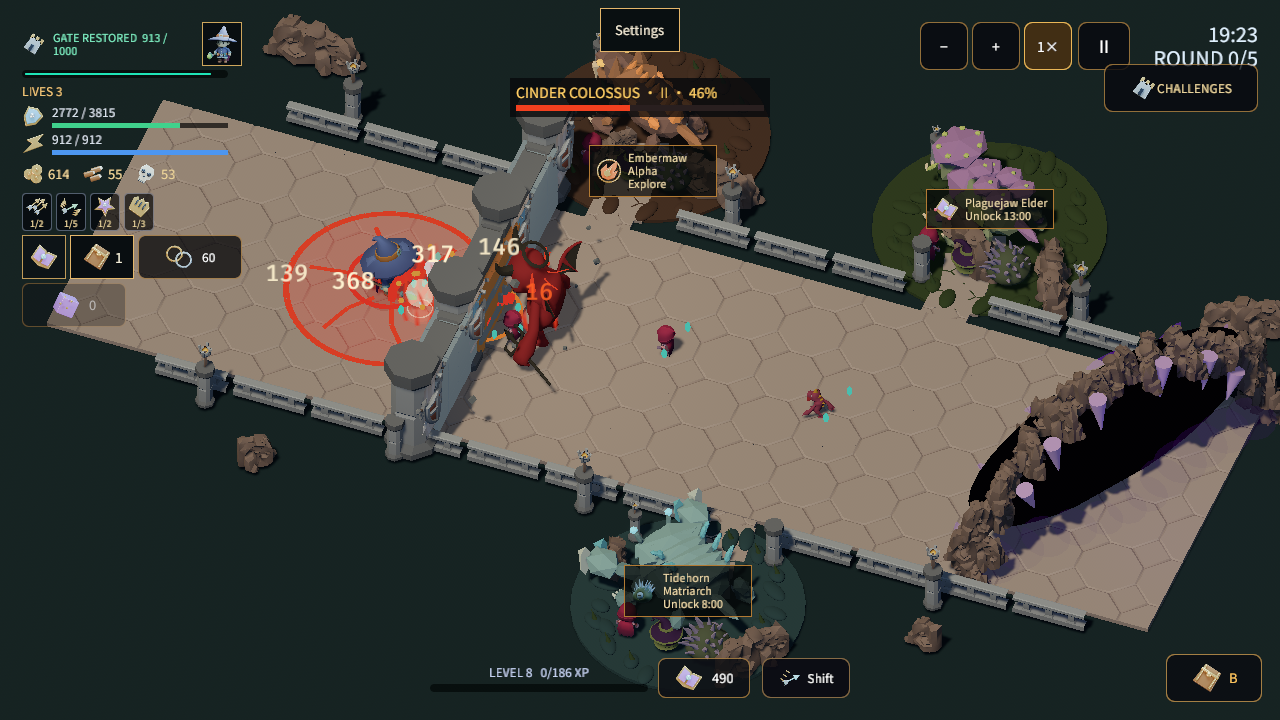 GATE RESTORED 913 /
1000
LIVES 3
2772 / 3815
912 / 912
614 55 53
1/2 1/5 1/2 1/3
1 60
0
Settings
CINDER COLOSSUS • II • 46%
Embermaw
Alpha
Explore
- + 1× II
19:23
ROUND 0/5
CHALLENGES
Plaguejaw Elder
Unlock 13:00
139
368
317
146
16
Tidehorn
Matriarch
Unlock 8:00
LEVEL 8 0/186 XP
490
Shift
B